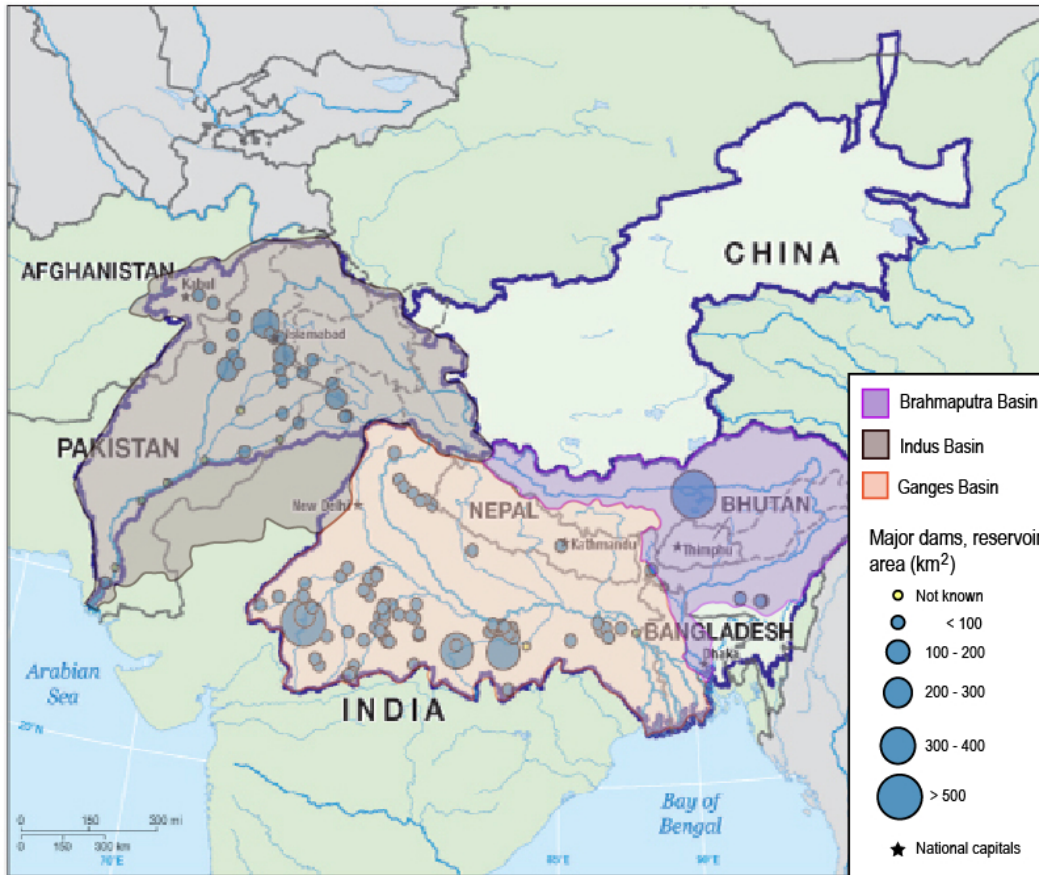 CHINA
AFGHANISTAN
Kabul
Islamabad
PAKISTAN
New Delhi
NEPAL
Kathmandu
BHUTAN
Thimphu
BANGLADESH
Dhaka
INDIA
Arabian
Sea
Bay of
Bengal
0 150 300 mi
0 150 300 km
70°E
85°E
90°E
Brahmaputra Basin
Indus Basin
Ganges Basin
Major dams, reservoir
area (km²)
Not known
< 100
100 - 200
200 - 300
300 - 400
> 500
National capitals